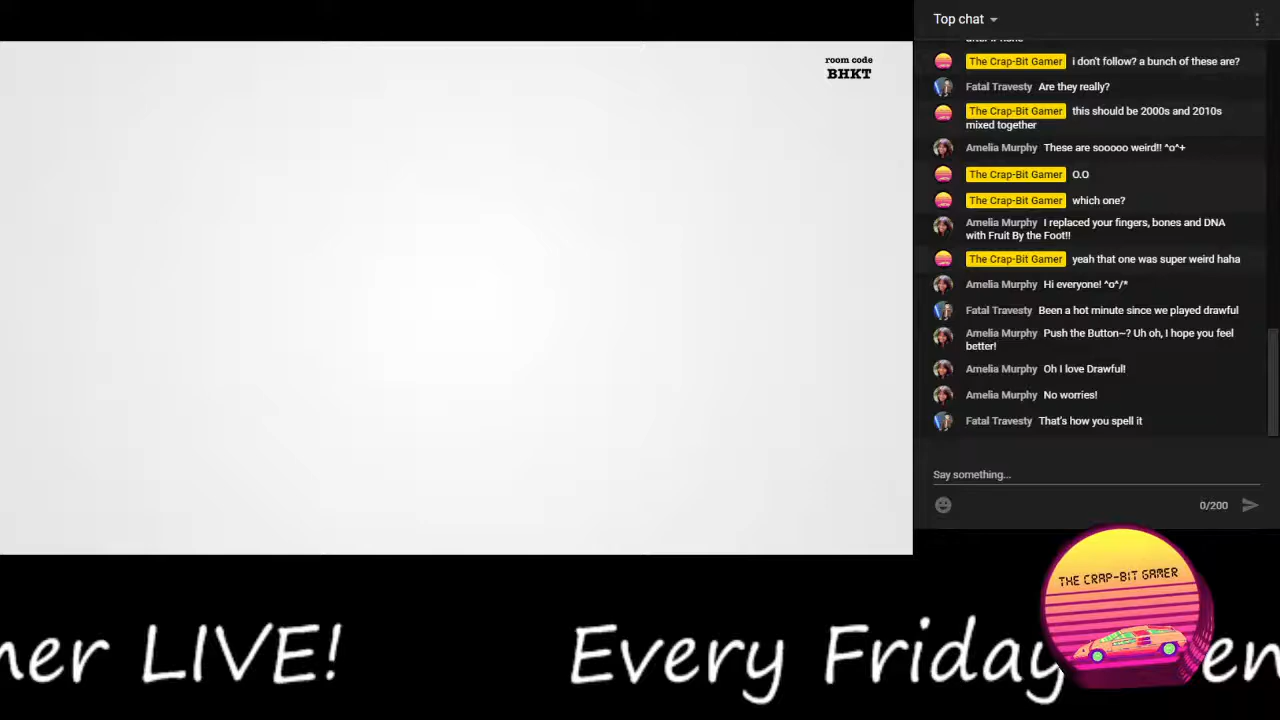 Top chat
room code
BHKT
The Crap-Bit Gamer i don't follow? a bunch of these are?
Fatal Travesty Are they really?
The Crap-Bit Gamer this should be 2000s and 2010s
mixed together
Amelia Murphy These are sooooo weird!! ^o^+
The Crap-Bit Gamer O.O
The Crap-Bit Gamer which one?
Amelia Murphy I replaced your fingers, bones and DNA
with Fruit By the Foot!!
The Crap-Bit Gamer yeah that one was super weird haha
Amelia Murphy Hi everyone! ^o^/*
Fatal Travesty Been a hot minute since we played drawful
Amelia Murphy Push the Button~? Uh oh, I hope you feel
better!
Amelia Murphy Oh I love Drawful!
Amelia Murphy No worries!
Fatal Travesty That's how you spell it
Say something...
0/200
THE CRAP-BIT GAMER
ner LIVE! Every Friday en